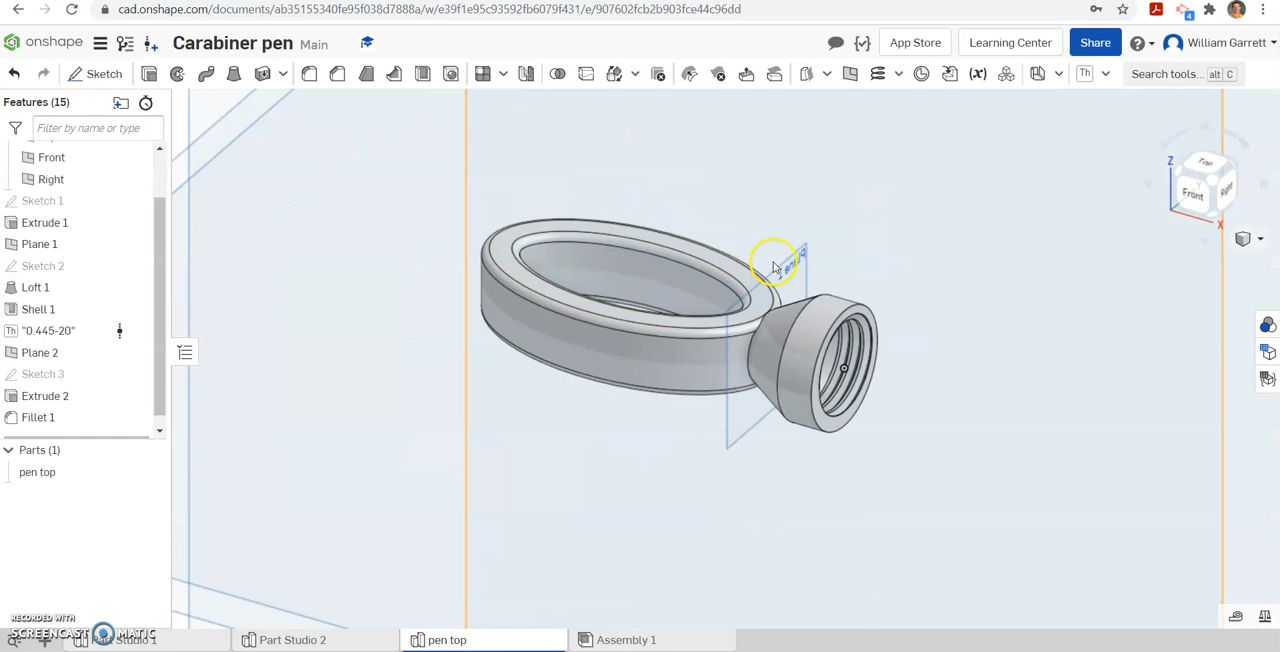 cad.onshape.com/documents/ab35155340fe95f038d7888a/w/e39f1e95c93592fb6079f431/e/907602fcb2b903fce44c96dd
4
onshape
Carabiner pen Main
App Store
Learning Center
Share
William Garrett
Sketch
Th
Search tools... alt C
Features (15)
Filter by name or type
Front
Right
Sketch 1
Extrude 1
Plane 1
Sketch 2
Loft 1
Shell 1
Th "0.445-20"
Plane 2
Sketch 3
Extrude 2
Fillet 1
Parts (1)
pen top
Z
Top
Front
Right
X
RECORDED WITH
SCREENCAST MATIC
Part Studio 2
pen top
Assembly 1